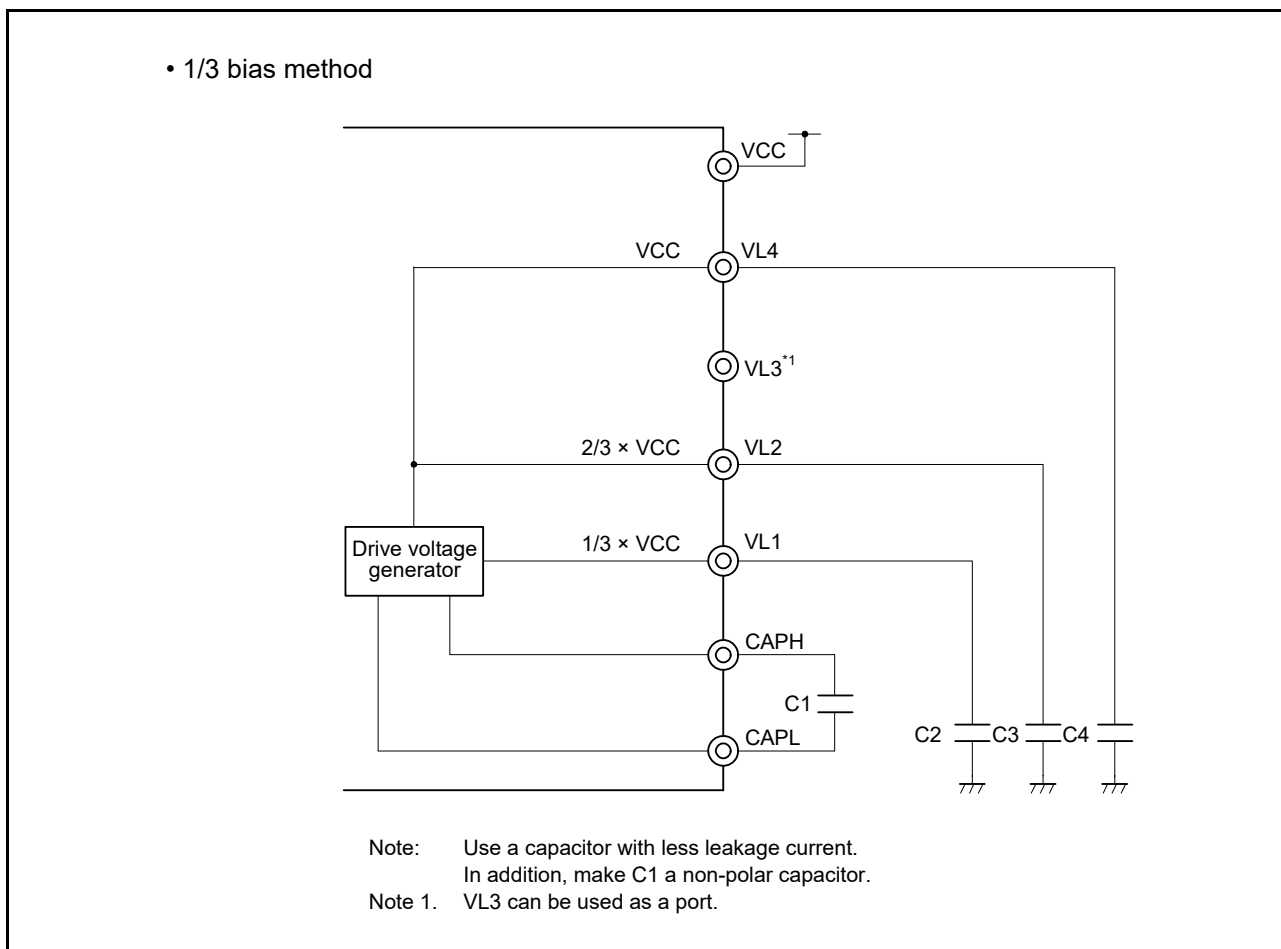 • 1/3 bias method
VCC
VCC VL4
VL3*1
2/3 × VCC VL2
1/3 × VCC VL1
Drive voltage
generator
CAPH
C1
CAPL
C2 C3 C4
Note: Use a capacitor with less leakage current.
In addition, make C1 a non-polar capacitor.
Note 1. VL3 can be used as a port.